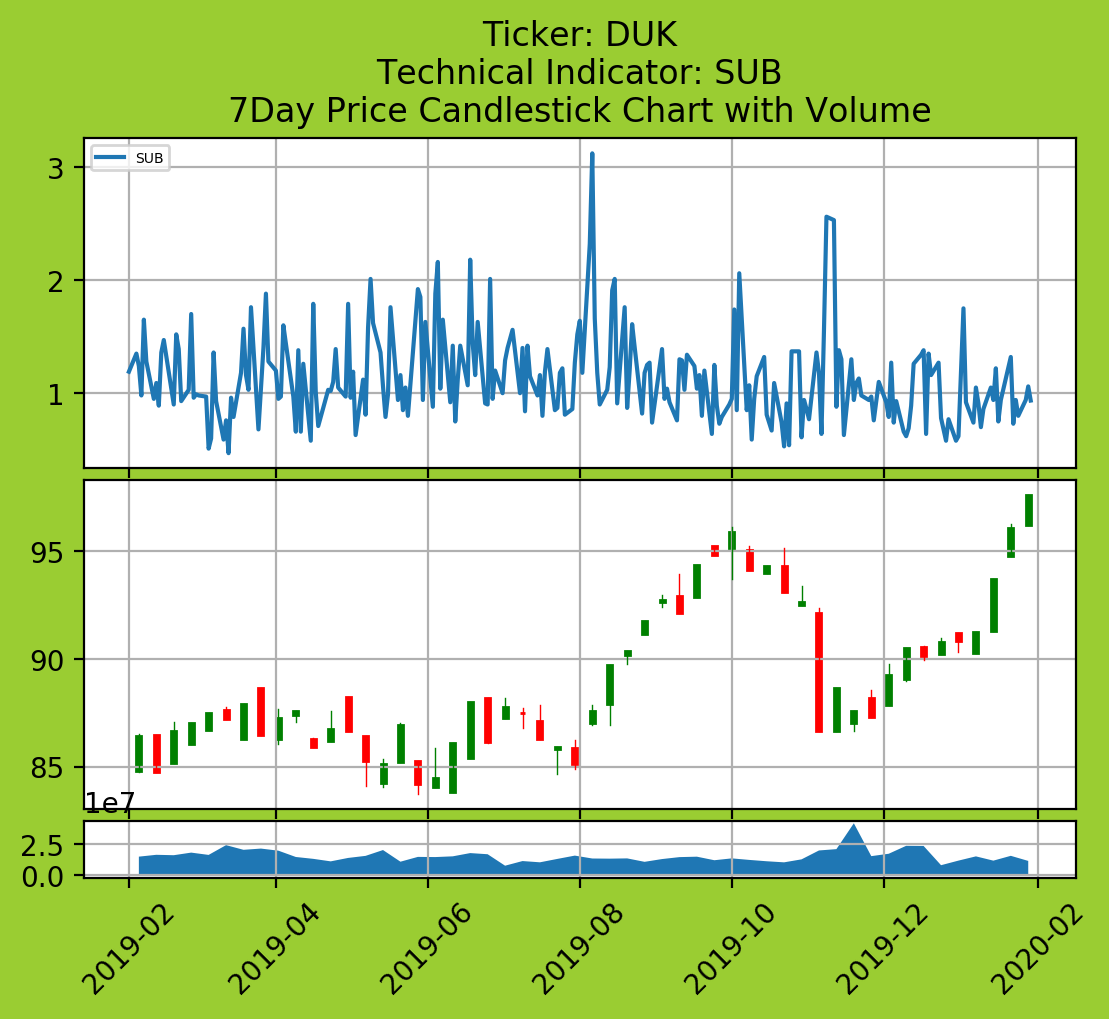 Ticker: DUK
Technical Indicator: SUB
7Day Price Candlestick Chart with Volume
SUB
3
2
1
95
90
85
1e7
2.5
0.0
2019-02 2019-04 2019-06 2019-08 2019-10 2019-12 2020-02